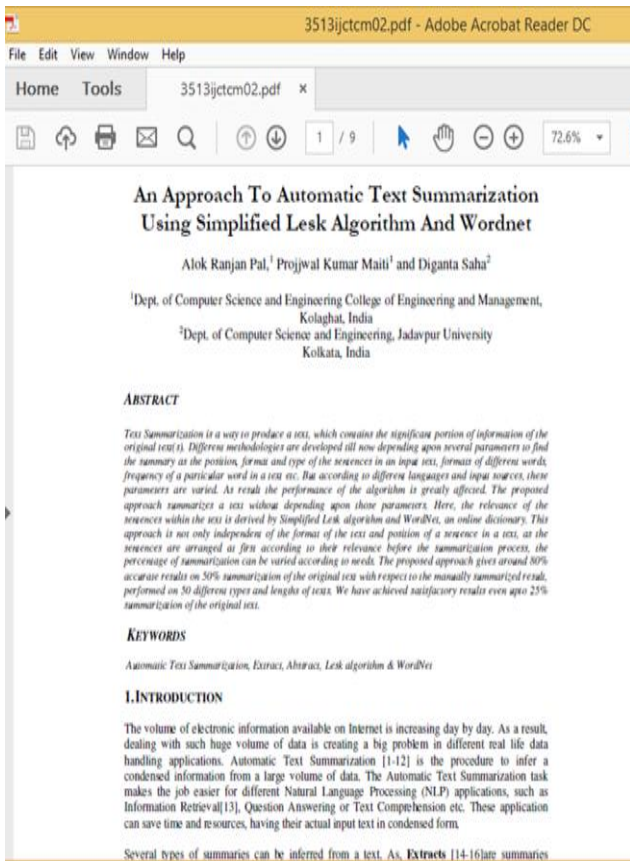 3513ijctcm02.pdf - Adobe Acrobat Reader DC
File Edit View Window Help
Home Tools 3513ijctcm02.pdf ×
1 / 9 72.6%
An Approach To Automatic Text Summarization
Using Simplified Lesk Algorithm And Wordnet
Alok Ranjan Pal,1 Projjwal Kumar Maiti1 and Diganta Saha2
1Dept. of Computer Science and Engineering College of Engineering and Management,
Kolaghat, India
2Dept. of Computer Science and Engineering, Jadavpur University
Kolkata, India
ABSTRACT
Text Summarization is a way to produce a text, which contains the significant portion of information of the
original text(s). Different methodologies are developed till now depending upon several parameters to find
the summary as the position, format and type of the sentences in an input text, formats of different words,
frequency of a particular word in a text etc. But according to different languages and input sources, these
parameters are varied. As result the performance of the algorithm is greatly affected. The proposed
approach summarizes a text without depending upon those parameters. Here, the relevance of the
sentences within the text is derived by Simplified Lesk algorithm and WordNet, an online dictionary. This
approach is not only independent of the format of the text and position of a sentence in a text, as the
sentences are arranged at first according to their relevance before the summarization process, the
percentage of summarization can be varied according to needs. The proposed approach gives around 80%
accurate results on 50% summarization of the original text with respect to the manually summarized result,
performed on 50 different types and lengths of texts. We have achieved satisfactory results even upto 25%
summarization of the original text.
KEYWORDS
Automatic Text Summarization, Extract, Abstract, Lesk algorithm & WordNet
1.INTRODUCTION
The volume of electronic information available on Internet is increasing day by day. As a result,
dealing with such huge volume of data is creating a big problem in different real life data
handling applications. Automatic Text Summarization [1-12] is the procedure to infer a
condensed information from a large volume of data. The Automatic Text Summarization task
makes the job easier for different Natural Language Processing (NLP) applications, such as
Information Retrieval[13], Question Answering or Text Comprehension etc. These application
can save time and resources, having their actual input text in condensed form.
Several types of summaries can be inferred from a text. As, Extracts [14-16]are summaries